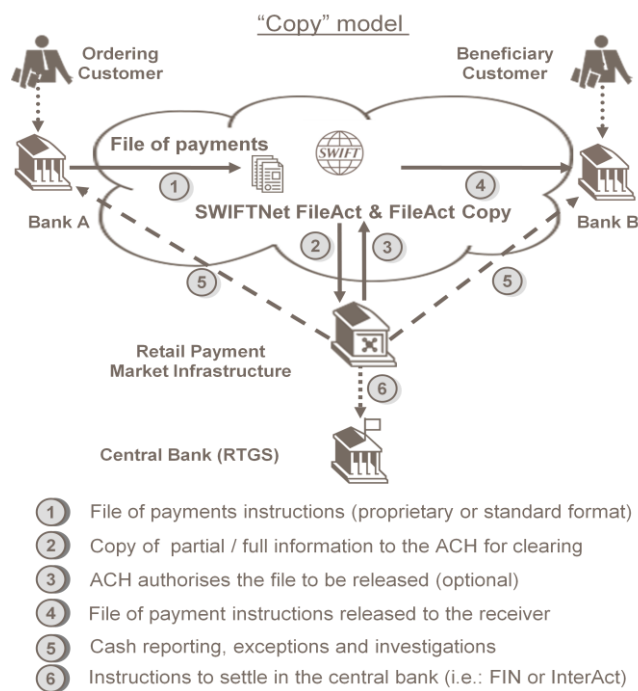 “Copy” model
Ordering
Customer
Beneficiary
Customer
File of payments
SWIFT
1
4
Bank A
SWIFTNet FileAct & FileAct Copy
Bank B
2
3
5
5
Retail Payment
Market Infrastructure
6
Central Bank (RTGS)
1 File of payments instructions (proprietary or standard format)
2 Copy of partial / full information to the ACH for clearing
3 ACH authorises the file to be released (optional)
4 File of payment instructions released to the receiver
5 Cash reporting, exceptions and investigations
6 Instructions to settle in the central bank (i.e.: FIN or InterAct)